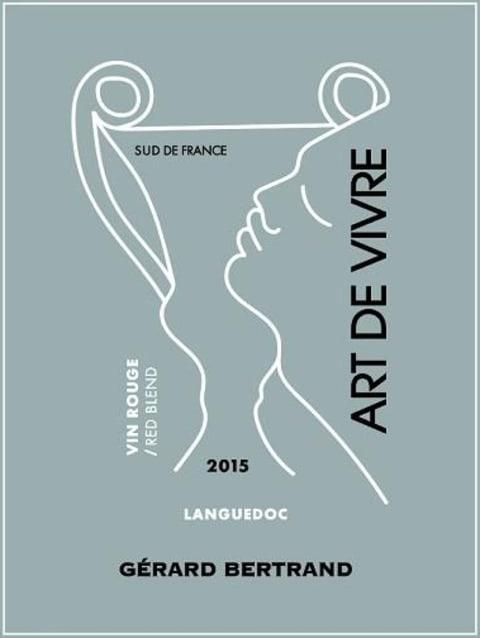 SUD DE FRANCE
ART DE VIVRE
VIN ROUGE
/ RED BLEND
2015
LANGUEDOC
GÉRARD BERTRAND